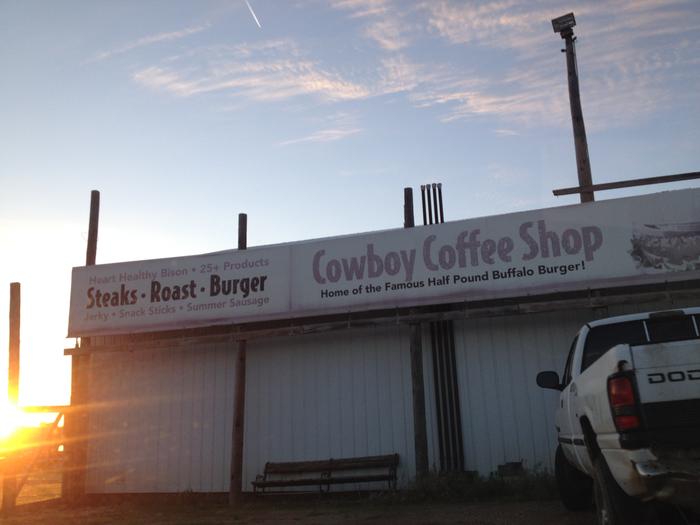 Heart Healthy Bison • 25+ Products
Steaks • Roast • Burger
Jerky • Snack Sticks • Summer Sausage
Cowboy Coffee Shop
Home of the Famous Half Pound Buffalo Burger!
DODG